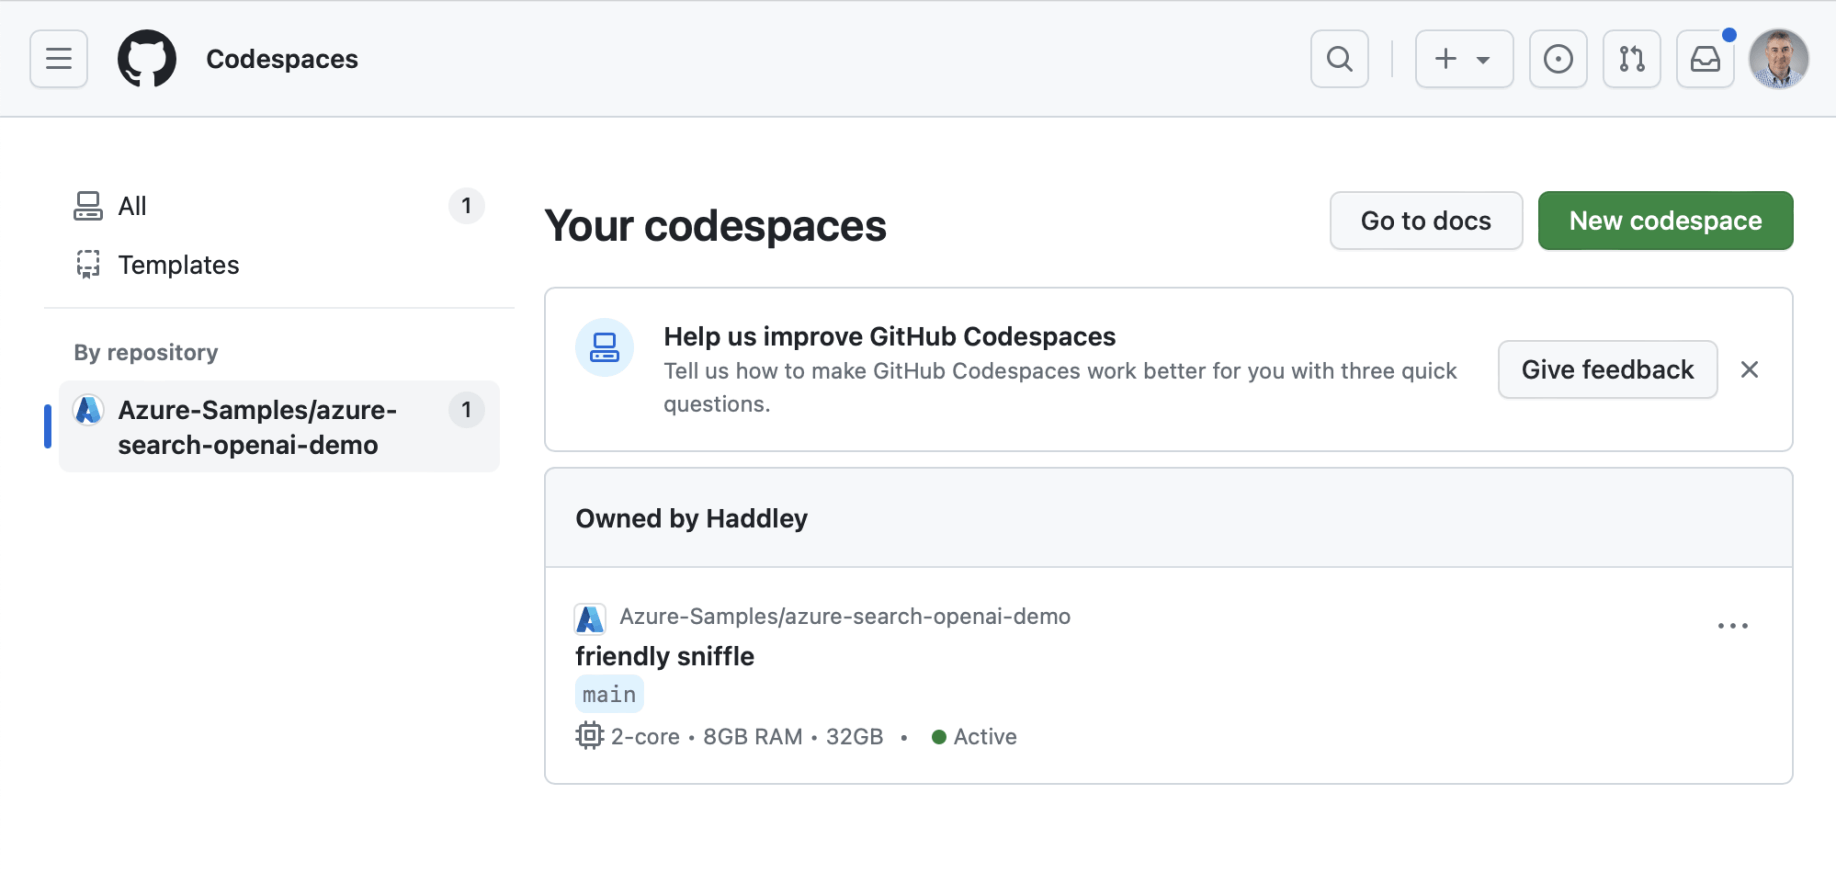 Codespaces
All 1
Templates
By repository
Azure-Samples/azure- 1
search-openai-demo
Your codespaces
Go to docs
New codespace
Help us improve GitHub Codespaces
Tell us how to make GitHub Codespaces work better for you with three quick
questions.
Give feedback
Owned by Haddley
Azure-Samples/azure-search-openai-demo
friendly sniffle
main
2-core • 8GB RAM • 32GB • Active